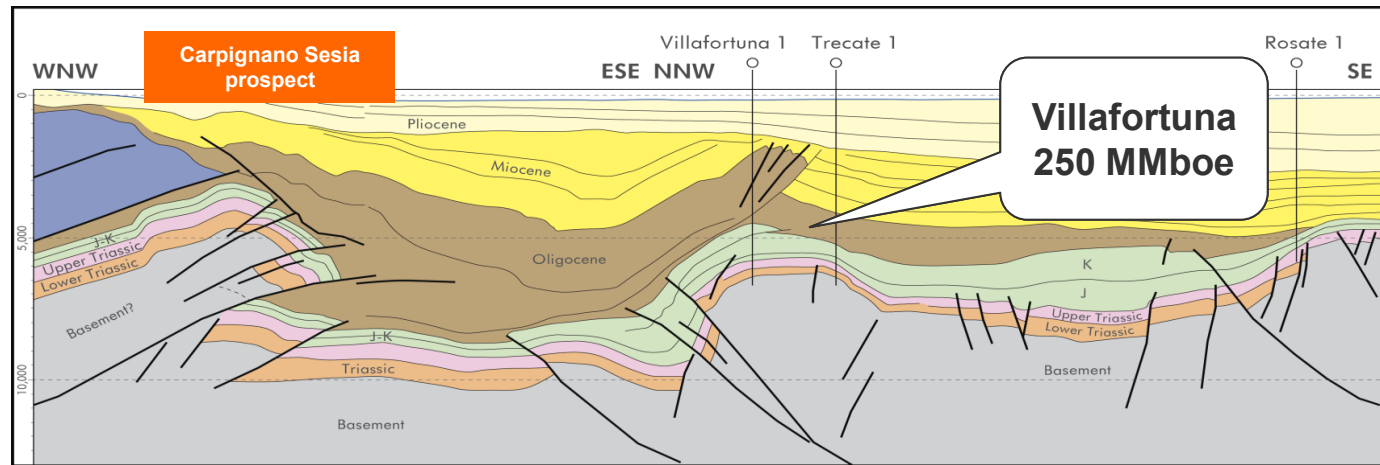 Carpignano Sesia
prospect
Villafortuna 1
Trecate 1
Rosate 1
WNW
ESE
NNW
SE
Villafortuna
250 MMboe
0
Pliocene
Miocene
J-K
5,000
Upper Triassic
Lower Triassic
Oligocene
K
J
Basement?
Upper Triassic
Lower Triassic
J-K
Triassic
Basement
10,000
Basement